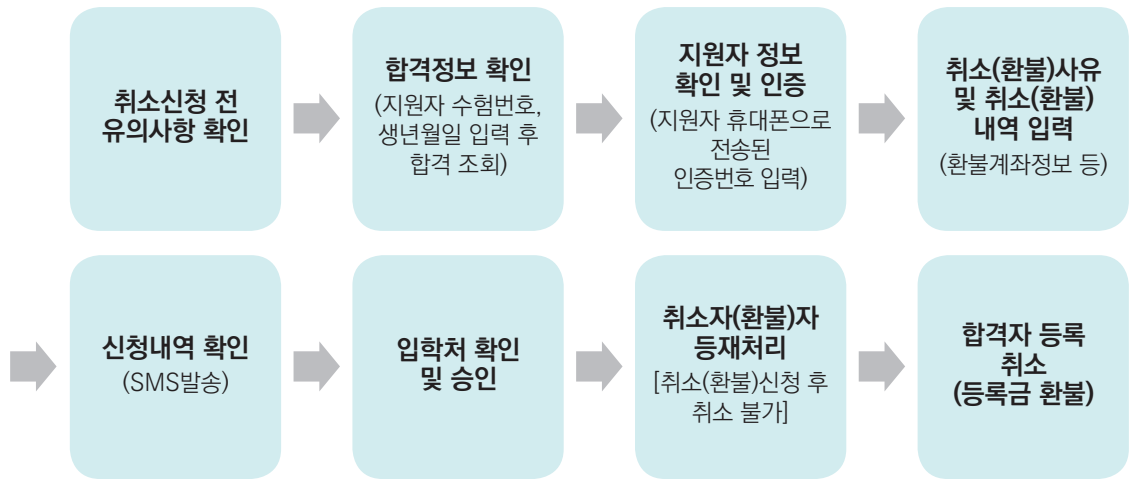 취소신청 전
유의사항 확인
합격정보 확인
(지원자 수험번호,
생년월일 입력 후
합격 조회)
지원자 정보
확인 및 인증
(지원자 휴대폰으로
전송된
인증번호 입력)
취소(환불)사유
및 취소(환불)
내역 입력
(환불계좌정보 등)
신청내역 확인
(SMS발송)
입학처 확인
및 승인
취소자(환불)자
등재처리
[취소(환불)신청 후
취소 불가]
합격자 등록
취소
(등록금 환불)